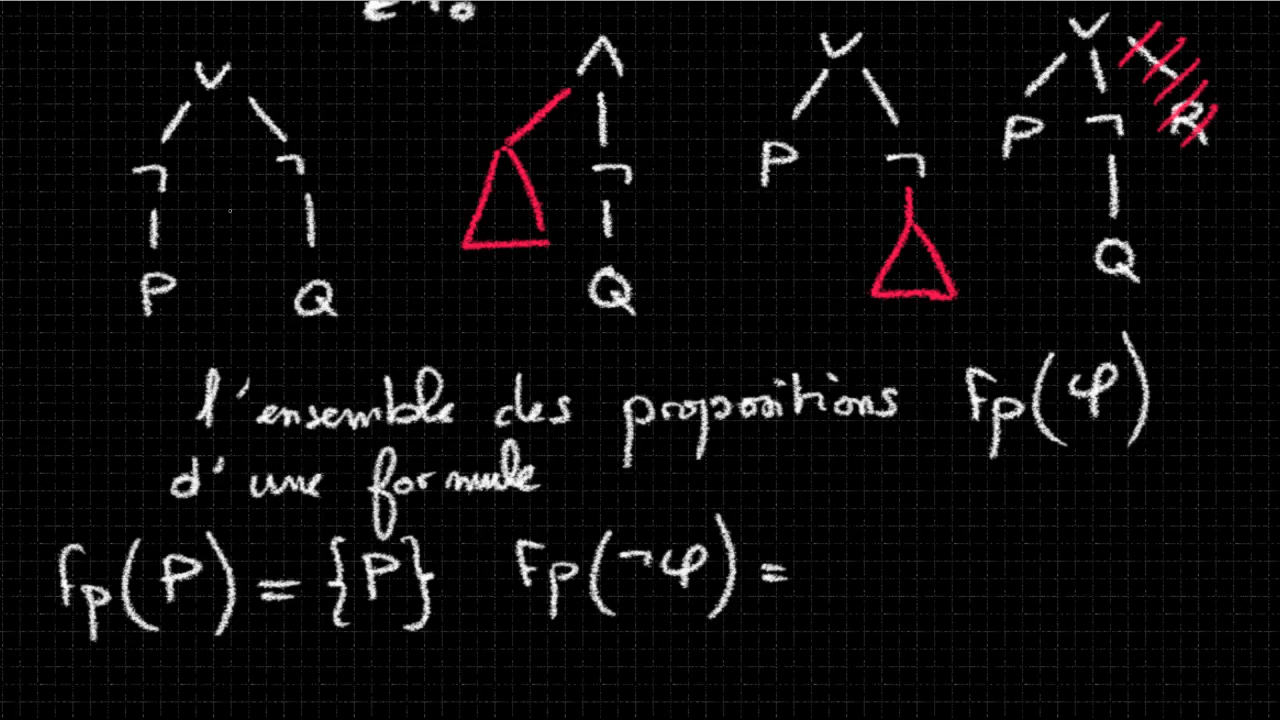 ∨ ∧ ∨ ∨
¬ ¬ ¬ P ¬ P ¬ R
P Q Q Q
l'ensemble des propositions Fp(φ)
d'une formule
Fp(P) = {P} Fp(¬φ) =